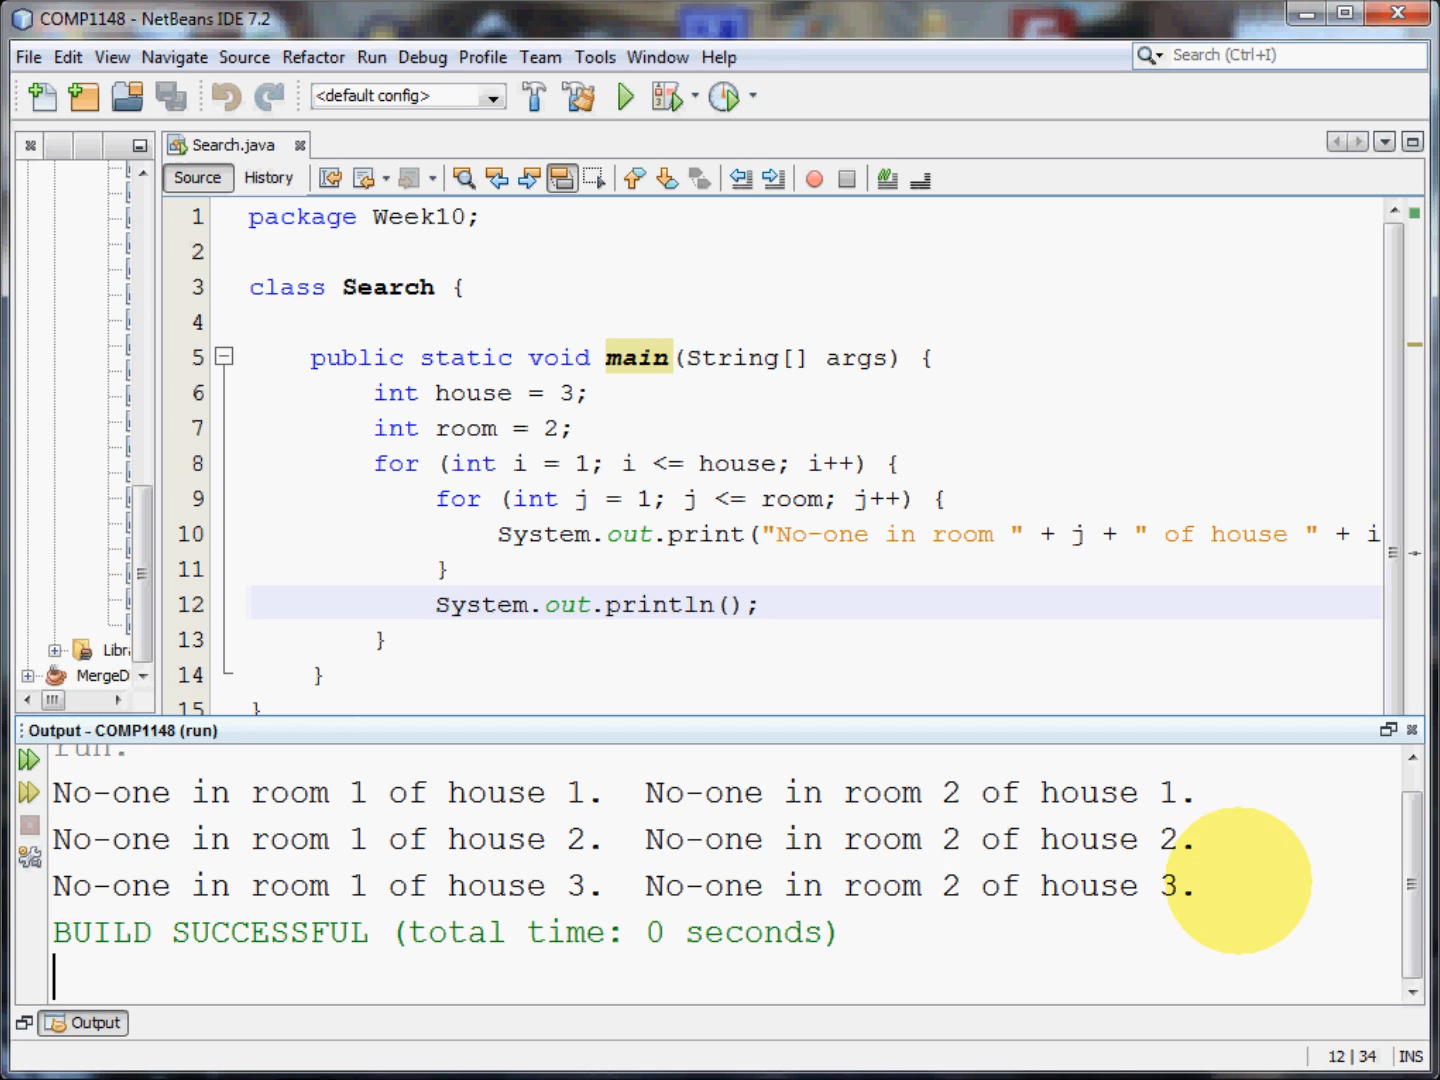 COMP1148 - NetBeans IDE 7.2
File Edit View Navigate Source Refactor Run Debug Profile Team Tools Window Help
Search (Ctrl+I)
<default config>
Search.java
Source History
1 package Week10;
2
3 class Search {
4
5 public static void main(String[] args) {
6 int house = 3;
7 int room = 2;
8 for (int i = 1; i <= house; i++) {
9 for (int j = 1; j <= room; j++) {
10 System.out.print("No-one in room " + j + " of house " + i
11 }
12 System.out.println();
13 }
14 }
15 }
Libr
MergeD
Output - COMP1148 (run)
run:
No-one in room 1 of house 1. No-one in room 2 of house 1.
No-one in room 1 of house 2. No-one in room 2 of house 2.
No-one in room 1 of house 3. No-one in room 2 of house 3.
BUILD SUCCESSFUL (total time: 0 seconds)
Output
12 | 34 INS